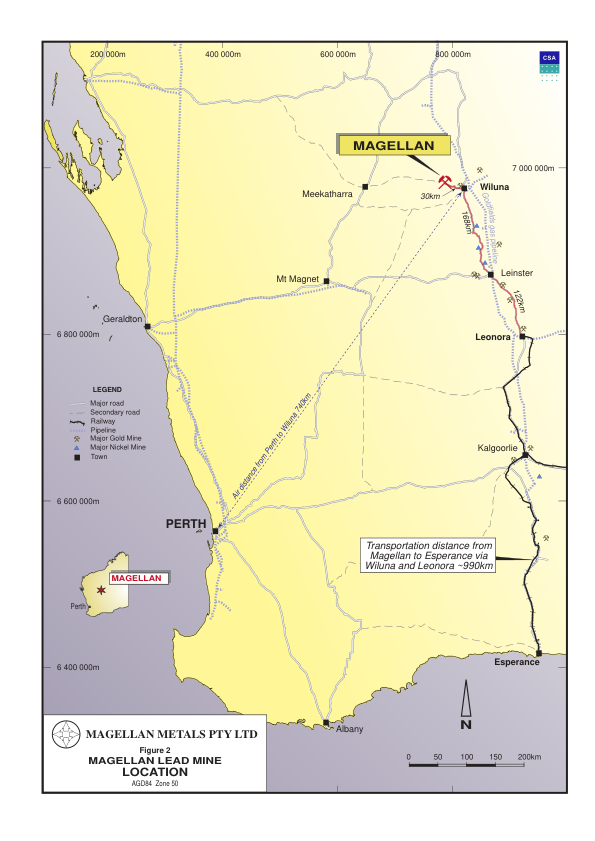 200 000m
400 000m
600 000m
800 000m
CSA
MAGELLAN
7 000 000m
Meekatharra
Wiluna
30km
168km
Goldfields gas pipeline
Mt Magnet
Leinster
122km
Geraldton
6 800 000m
Leonora
LEGEND
Major road
Secondary road
Railway
Pipeline
Major Gold Mine
Major Nickel Mine
Town
Air distance from Perth to Wiluna 740km
Kalgoorlie
6 600 000m
PERTH
Transportation distance from
Magellan to Esperance via
Wiluna and Leonora ~990km
MAGELLAN
Perth
Esperance
6 400 000m
N
Albany
MAGELLAN METALS PTY LTD
Figure 2
MAGELLAN LEAD MINE
LOCATION
AGD84 Zone 50
0 50 100 150 200km